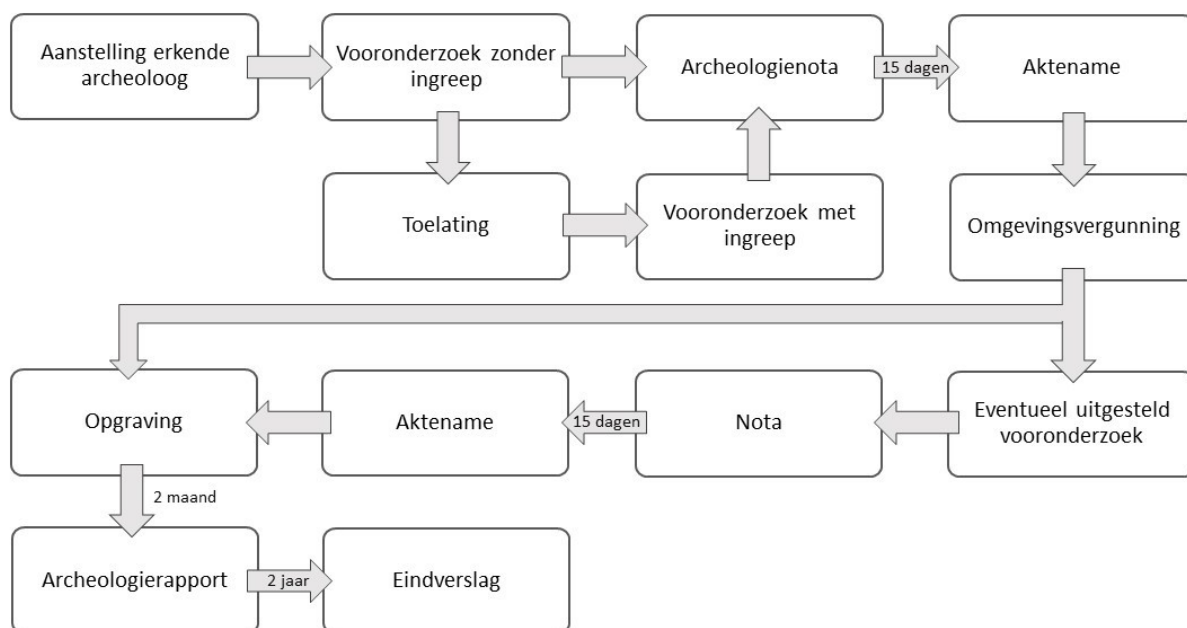 Aanstelling erkende
archeoloog
Vooronderzoek zonder
ingreep
Archeologienota
15 dagen
Aktename
Toelating
Vooronderzoek met
ingreep
Omgevingsvergunning
Opgraving
Aktename
15 dagen
Nota
Eventueel uitgesteld
vooronderzoek
2 maand
Archeologierapport
2 jaar
Eindverslag